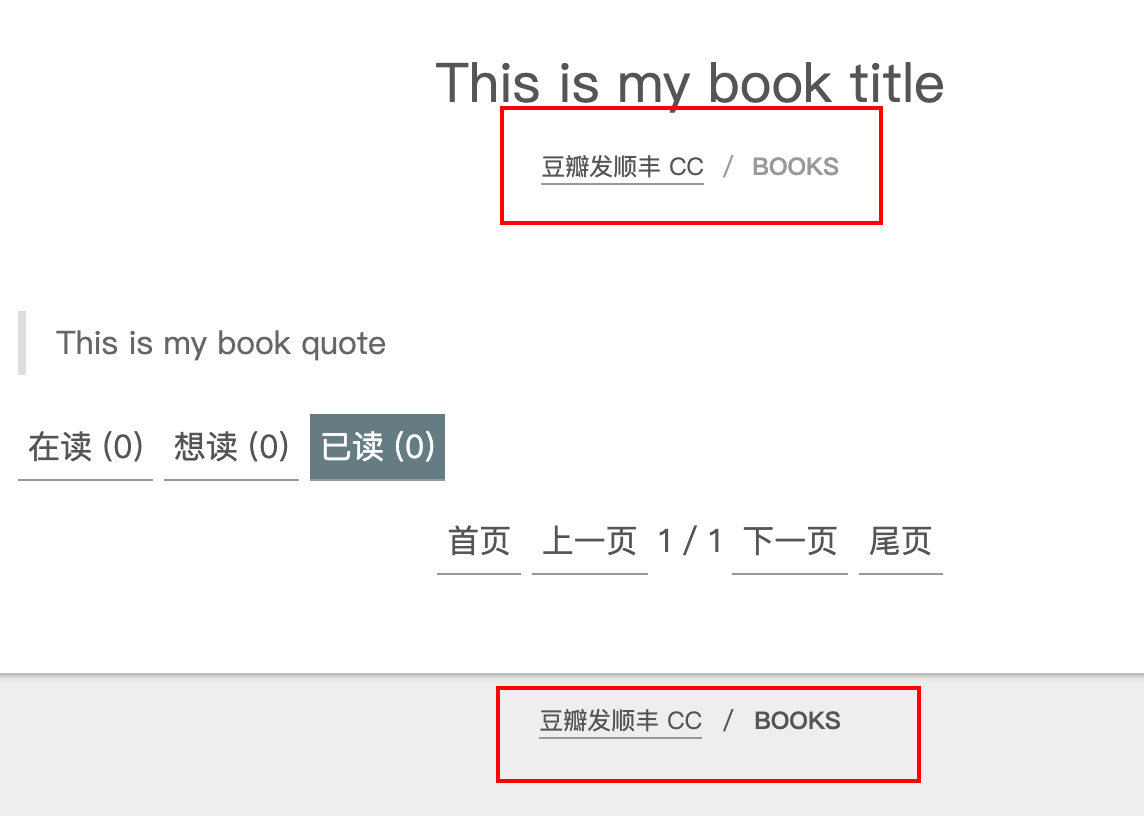 This is my book title
豆瓣发顺丰 CC / BOOKS
This is my book quote
在读 (0) 想读 (0) 已读 (0)
首页 上一页 1 / 1 下一页 尾页
豆瓣发顺丰 CC / BOOKS